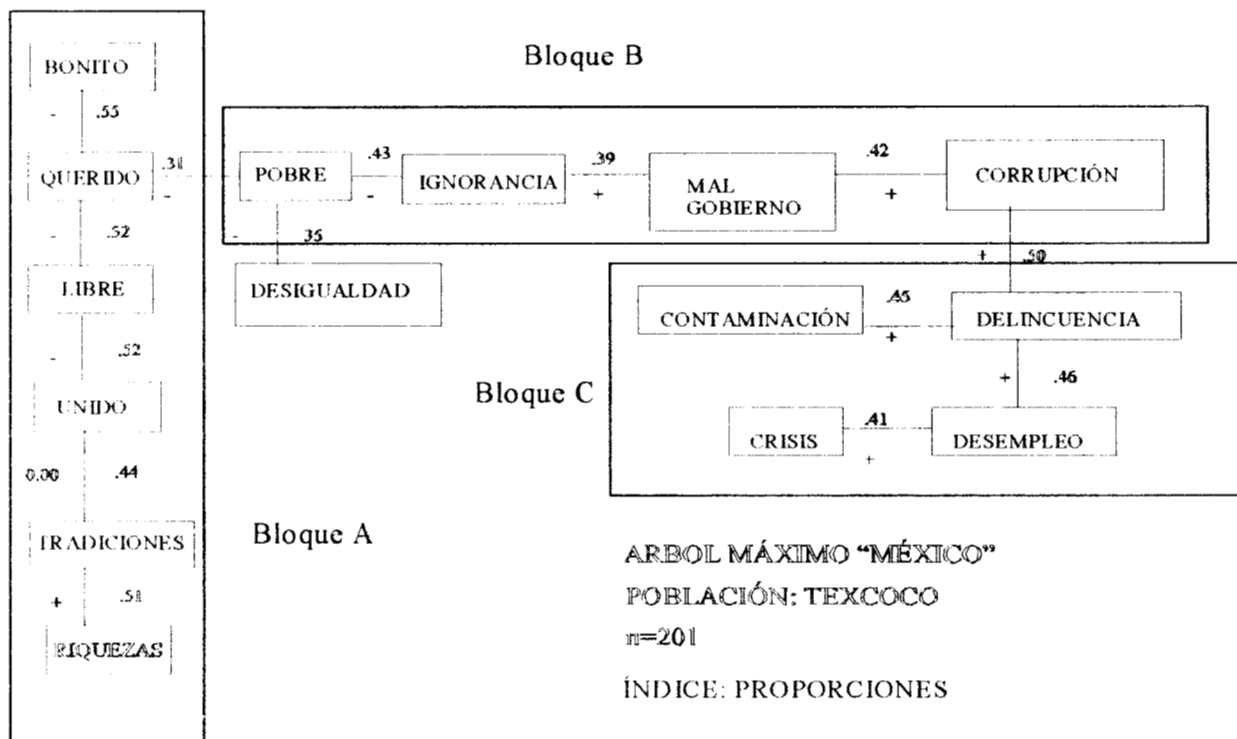 BONITO
- .55
QUERIDO
- .52
LIBRE
- .52
UNIDO
0.00 .44
TRADICIONES
+ .51
RIQUEZAS
Bloque A
.31
-
Bloque B
POBRE
.43
-
IGNORANCIA
.39
+
MAL
GOBIERNO
.42
+
CORRUPCIÓN
- .35
DESIGUALDAD
+ .50
Bloque C
CONTAMINACIÓN
.45
+
DELINCUENCIA
+ .46
CRISIS
.41
+
DESEMPLEO
ARBOL MÁXIMO “MÉXICO”
POBLACIÓN: TEXCOCO
n=201
ÍNDICE: PROPORCIONES